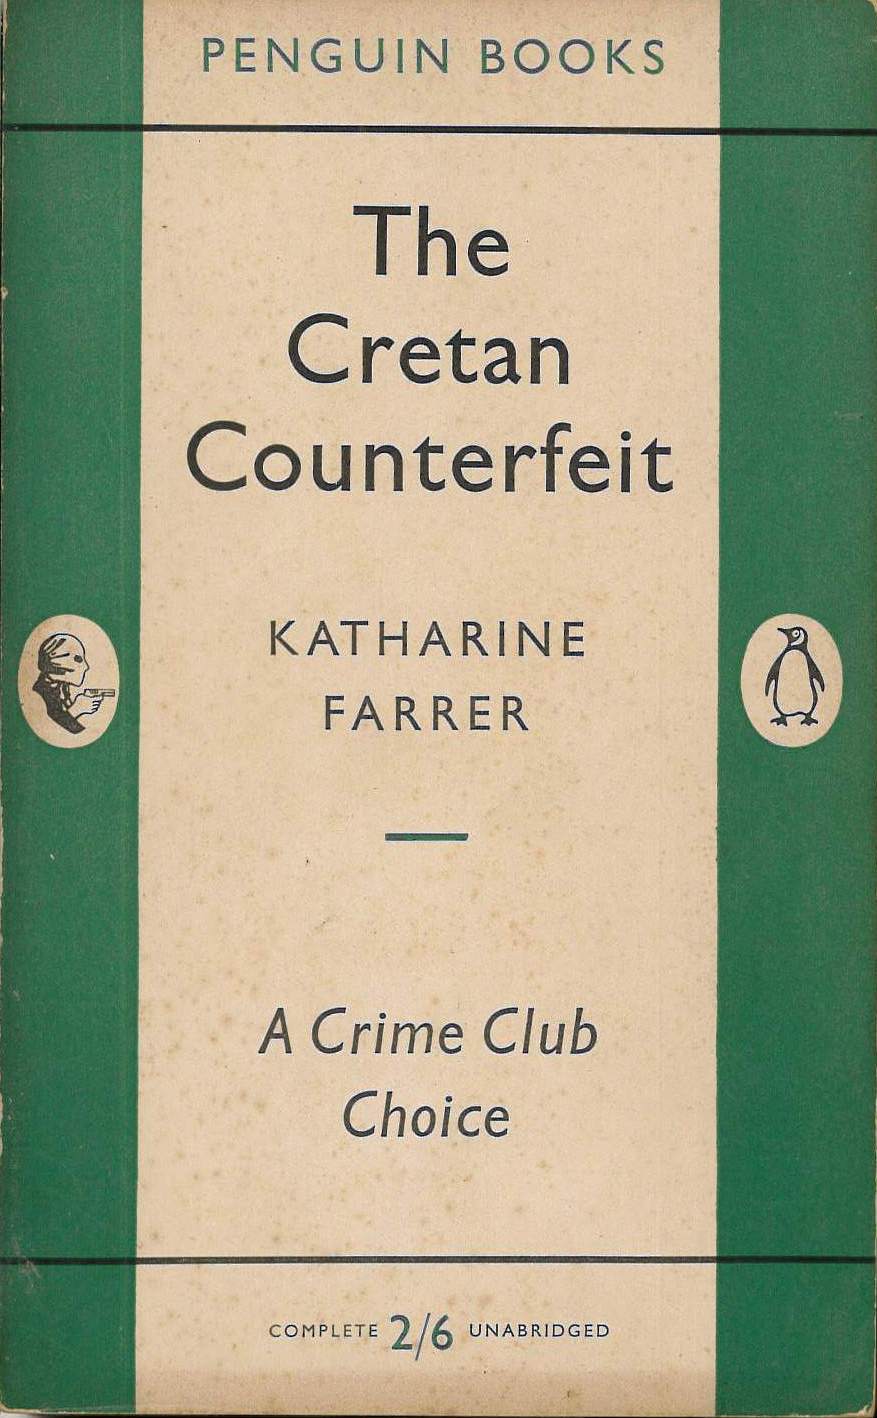 PENGUIN BOOKS
The
Cretan
Counterfeit
KATHARINE
FARRER
A Crime Club
Choice
COMPLETE 2/6 UNABRIDGED